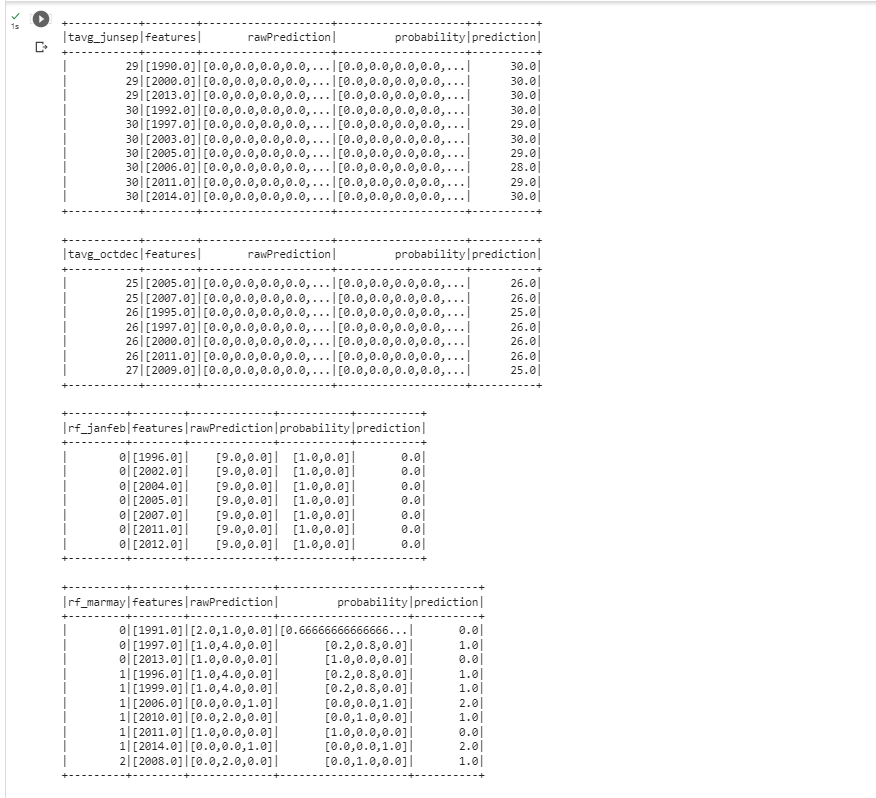 1s
+-----------+--------+--------------------+--------------------+----------+
|tavg_junsep|features|       rawPrediction|         probability|prediction|
+-----------+--------+--------------------+--------------------+----------+
|         29|[1990.0]|[0.0,0.0,0.0,0.0,...|[0.0,0.0,0.0,0.0,...|      30.0|
|         29|[2000.0]|[0.0,0.0,0.0,0.0,...|[0.0,0.0,0.0,0.0,...|      30.0|
|         29|[2013.0]|[0.0,0.0,0.0,0.0,...|[0.0,0.0,0.0,0.0,...|      30.0|
|         30|[1992.0]|[0.0,0.0,0.0,0.0,...|[0.0,0.0,0.0,0.0,...|      30.0|
|         30|[1997.0]|[0.0,0.0,0.0,0.0,...|[0.0,0.0,0.0,0.0,...|      29.0|
|         30|[2003.0]|[0.0,0.0,0.0,0.0,...|[0.0,0.0,0.0,0.0,...|      30.0|
|         30|[2005.0]|[0.0,0.0,0.0,0.0,...|[0.0,0.0,0.0,0.0,...|      29.0|
|         30|[2006.0]|[0.0,0.0,0.0,0.0,...|[0.0,0.0,0.0,0.0,...|      28.0|
|         30|[2011.0]|[0.0,0.0,0.0,0.0,...|[0.0,0.0,0.0,0.0,...|      29.0|
|         30|[2014.0]|[0.0,0.0,0.0,0.0,...|[0.0,0.0,0.0,0.0,...|      30.0|
+-----------+--------+--------------------+--------------------+----------+
+-----------+--------+--------------------+--------------------+----------+
|tavg_octdec|features|       rawPrediction|         probability|prediction|
+-----------+--------+--------------------+--------------------+----------+
|         25|[2005.0]|[0.0,0.0,0.0,0.0,...|[0.0,0.0,0.0,0.0,...|      26.0|
|         25|[2007.0]|[0.0,0.0,0.0,0.0,...|[0.0,0.0,0.0,0.0,...|      26.0|
|         26|[1995.0]|[0.0,0.0,0.0,0.0,...|[0.0,0.0,0.0,0.0,...|      25.0|
|         26|[1997.0]|[0.0,0.0,0.0,0.0,...|[0.0,0.0,0.0,0.0,...|      26.0|
|         26|[2000.0]|[0.0,0.0,0.0,0.0,...|[0.0,0.0,0.0,0.0,...|      26.0|
|         26|[2011.0]|[0.0,0.0,0.0,0.0,...|[0.0,0.0,0.0,0.0,...|      26.0|
|         27|[2009.0]|[0.0,0.0,0.0,0.0,...|[0.0,0.0,0.0,0.0,...|      25.0|
+-----------+--------+--------------------+--------------------+----------+
+---------+--------+-------------+-----------+----------+
|rf_janfeb|features|rawPrediction|probability|prediction|
+---------+--------+-------------+-----------+----------+
|        0|[1996.0]|    [9.0,0.0]|  [1.0,0.0]|       0.0|
|        0|[2002.0]|    [9.0,0.0]|  [1.0,0.0]|       0.0|
|        0|[2004.0]|    [9.0,0.0]|  [1.0,0.0]|       0.0|
|        0|[2005.0]|    [9.0,0.0]|  [1.0,0.0]|       0.0|
|        0|[2007.0]|    [9.0,0.0]|  [1.0,0.0]|       0.0|
|        0|[2011.0]|    [9.0,0.0]|  [1.0,0.0]|       0.0|
|        0|[2012.0]|    [9.0,0.0]|  [1.0,0.0]|       0.0|
+---------+--------+-------------+-----------+----------+
+---------+--------+-------------+--------------------+----------+
|rf_marmay|features|rawPrediction|         probability|prediction|
+---------+--------+-------------+--------------------+----------+
|        0|[1991.0]|[2.0,1.0,0.0]|[0.66666666666666...|       0.0|
|        0|[1997.0]|[1.0,4.0,0.0]|       [0.2,0.8,0.0]|       1.0|
|        0|[2013.0]|[1.0,0.0,0.0]|       [1.0,0.0,0.0]|       0.0|
|        1|[1996.0]|[1.0,4.0,0.0]|       [0.2,0.8,0.0]|       1.0|
|        1|[1999.0]|[1.0,4.0,0.0]|       [0.2,0.8,0.0]|       1.0|
|        1|[2006.0]|[0.0,0.0,1.0]|       [0.0,0.0,1.0]|       2.0|
|        1|[2010.0]|[0.0,2.0,0.0]|       [0.0,1.0,0.0]|       1.0|
|        1|[2011.0]|[1.0,0.0,0.0]|       [1.0,0.0,0.0]|       0.0|
|        1|[2014.0]|[0.0,0.0,1.0]|       [0.0,0.0,1.0]|       2.0|
|        2|[2008.0]|[0.0,2.0,0.0]|       [0.0,1.0,0.0]|       1.0|
+---------+--------+-------------+--------------------+----------+